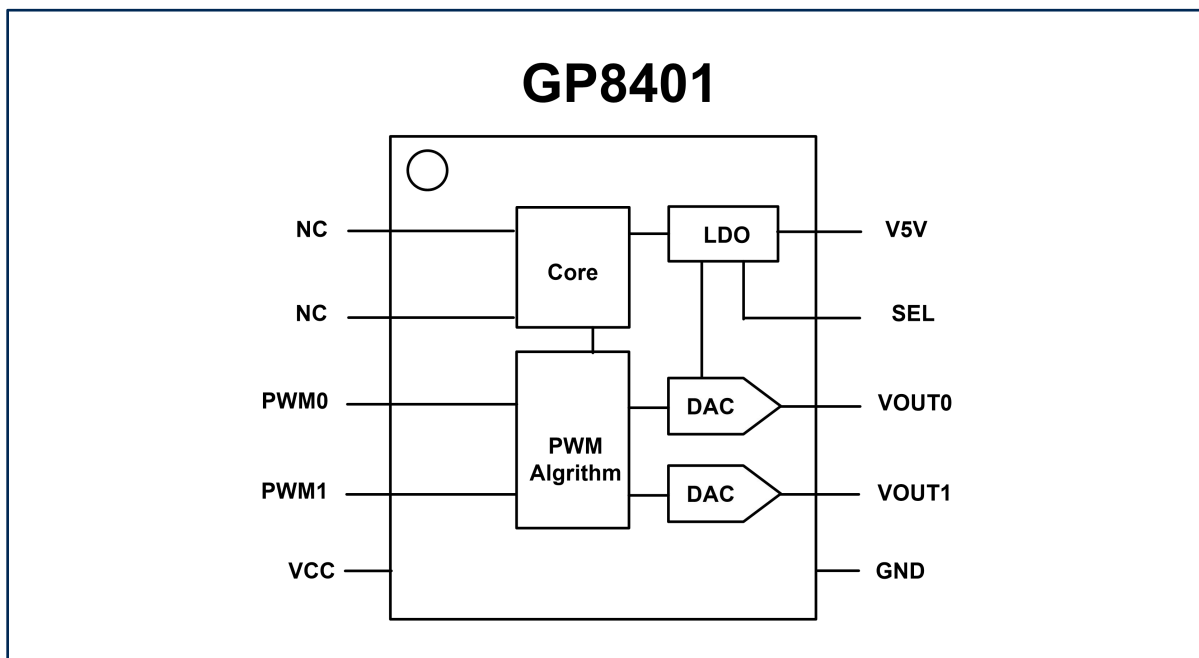 GP8401
NC
Core
LDO
V5V
NC
SEL
PWM0
DAC
VOUT0
PWM
Algrithm
PWM1
DAC
VOUT1
VCC
GND